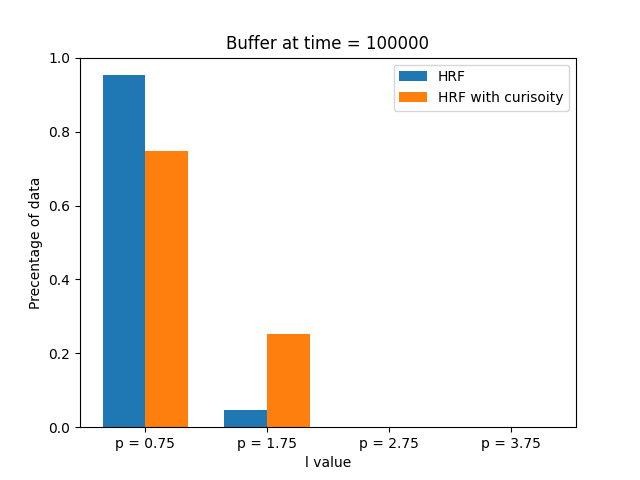 Buffer at time = 100000
HRF
HRF with curisoity
Precentage of data
1.0
0.8
0.6
0.4
0.2
0.0
p = 0.75 p = 1.75 p = 2.75 p = 3.75
l value